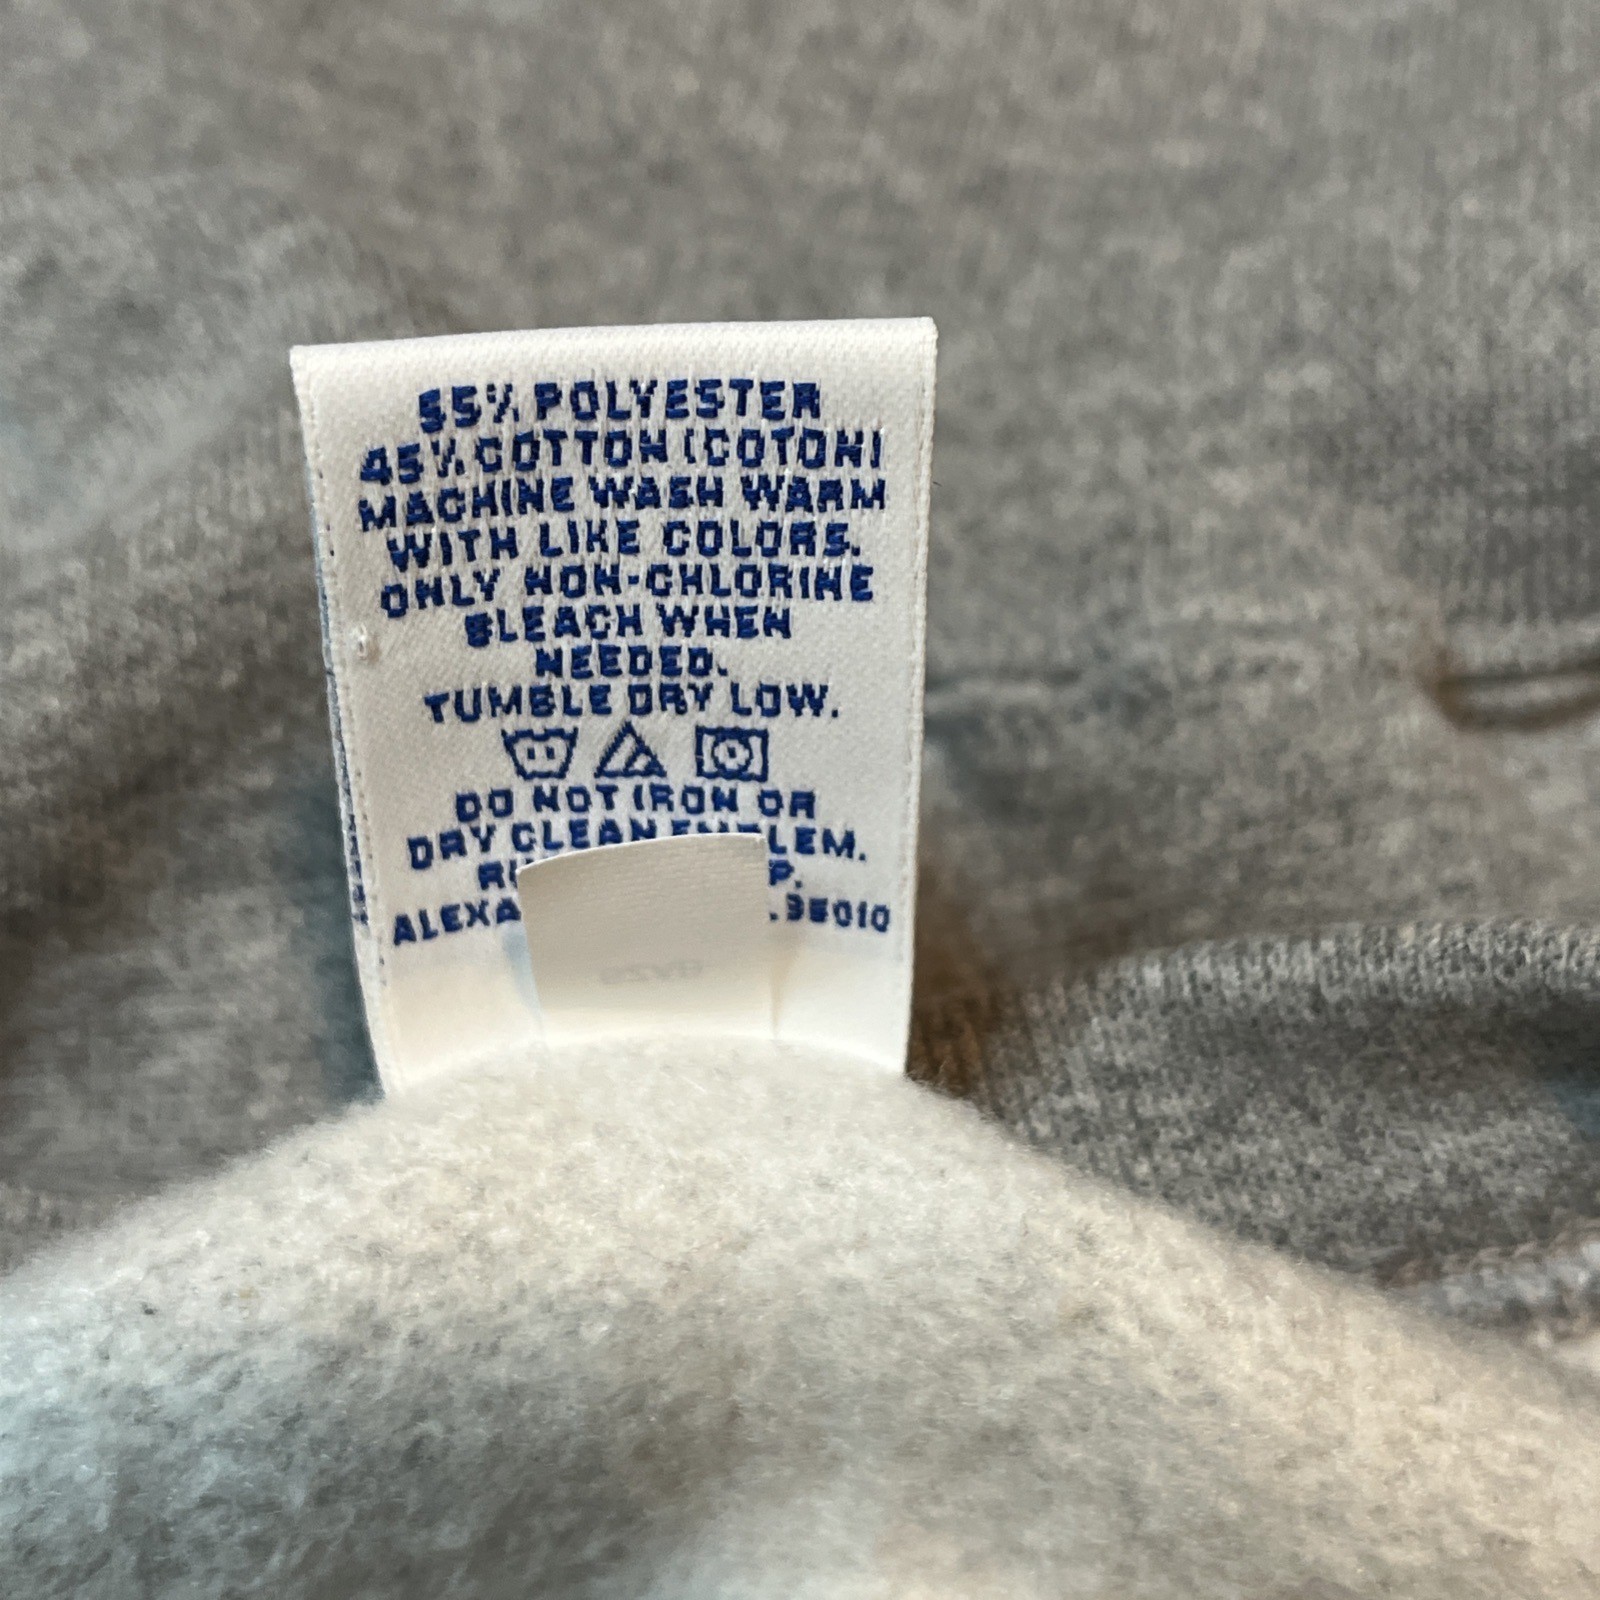 55% POLYESTER
45% COTTON (COTON)
MACHINE WASH WARM
WITH LIKE COLORS.
ONLY NON-CHLORINE
BLEACH WHEN
NEEDED.
TUMBLE DRY LOW.
DO NOT IRON OR
DRY CLEAN EMBLEM.